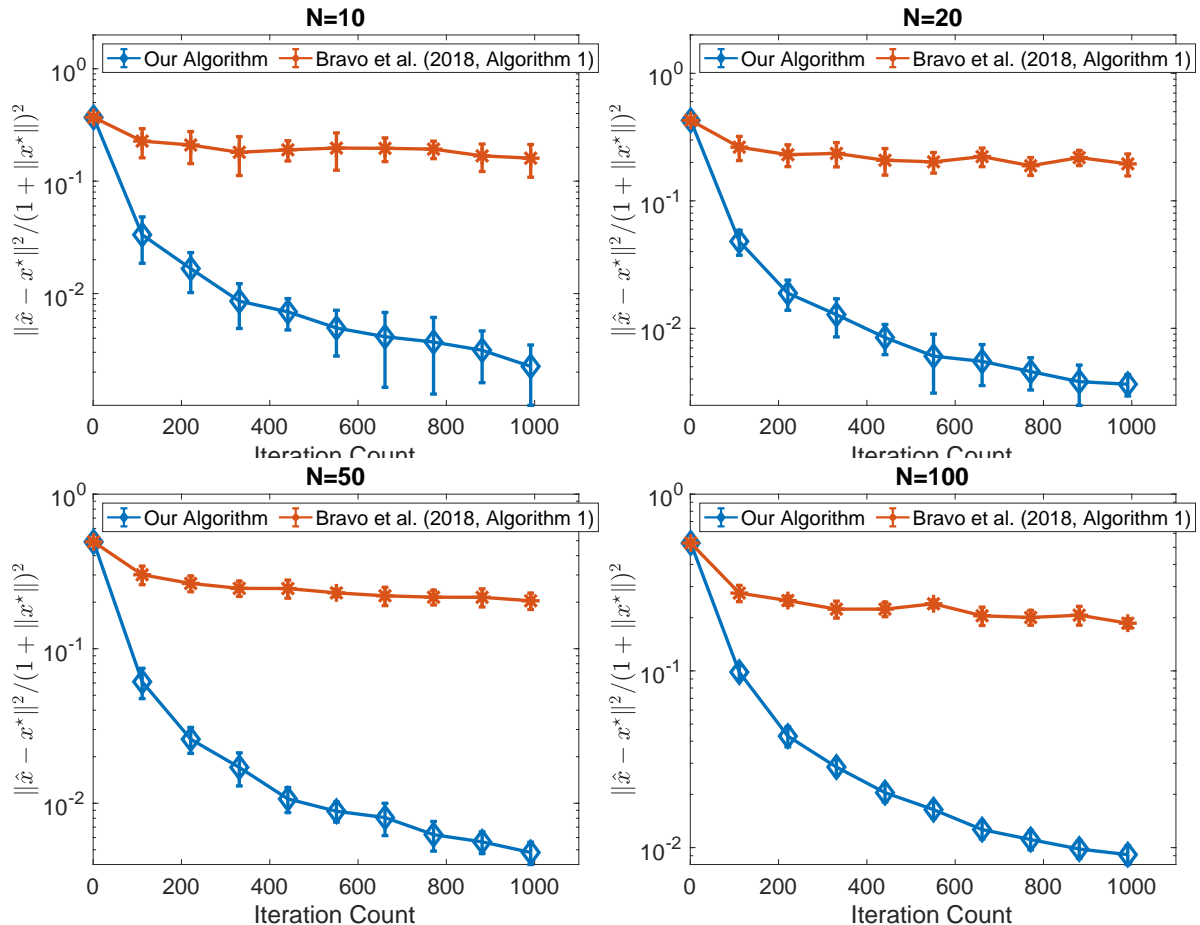 N=10
Our Algorithm Bravo et al. (2018, Algorithm 1)
10^0
10^{-1}
10^{-2}
‖x̂ − x⋆‖²/(1 + ‖x⋆‖)²
0 200 400 600 800 1000
Iteration Count
N=20
Our Algorithm Bravo et al. (2018, Algorithm 1)
10^0
10^{-1}
10^{-2}
‖x̂ − x⋆‖²/(1 + ‖x⋆‖)²
0 200 400 600 800 1000
Iteration Count
N=50
Our Algorithm Bravo et al. (2018, Algorithm 1)
10^0
10^{-1}
10^{-2}
‖x̂ − x⋆‖²/(1 + ‖x⋆‖)²
0 200 400 600 800 1000
Iteration Count
N=100
Our Algorithm Bravo et al. (2018, Algorithm 1)
10^0
10^{-1}
10^{-2}
‖x̂ − x⋆‖²/(1 + ‖x⋆‖)²
0 200 400 600 800 1000
Iteration Count